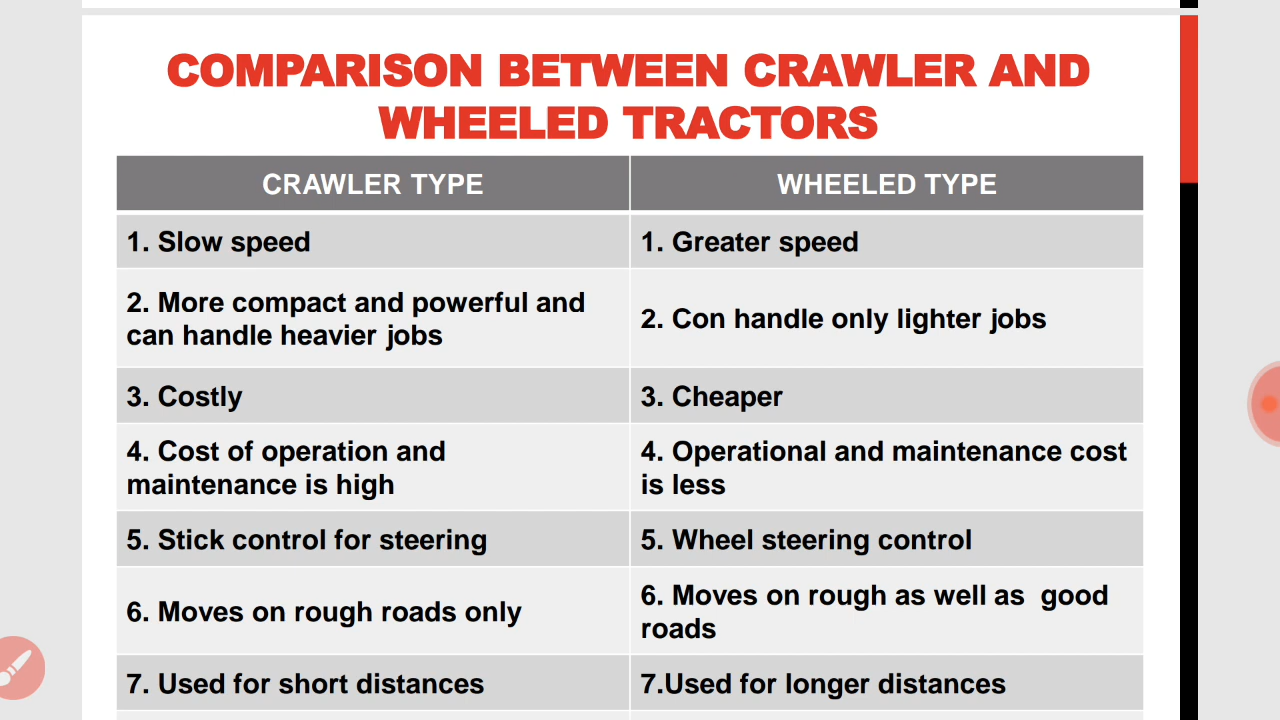 COMPARISON BETWEEN CRAWLER AND
WHEELED TRACTORS
CRAWLER TYPE
WHEELED TYPE
1. Slow speed
1. Greater speed
2. More compact and powerful and
can handle heavier jobs
2. Con handle only lighter jobs
3. Costly
3. Cheaper
4. Cost of operation and
maintenance is high
4. Operational and maintenance cost
is less
5. Stick control for steering
5. Wheel steering control
6. Moves on rough roads only
6. Moves on rough as well as  good
roads
7. Used for short distances
7.Used for longer distances